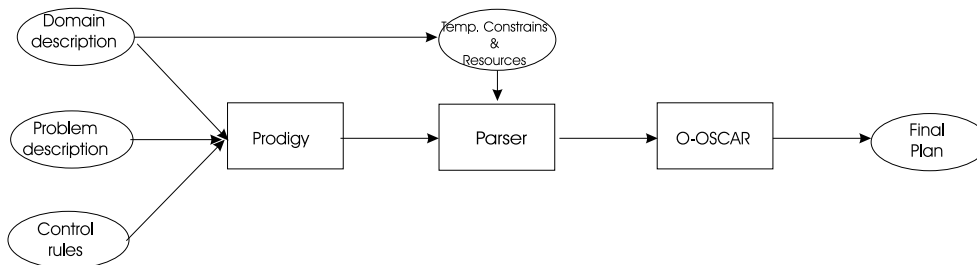 Domain
description
Temp. Constrains
&
Resources
Problem
description
Prodigy
Parser
O-OSCAR
Final
Plan
Control
rules